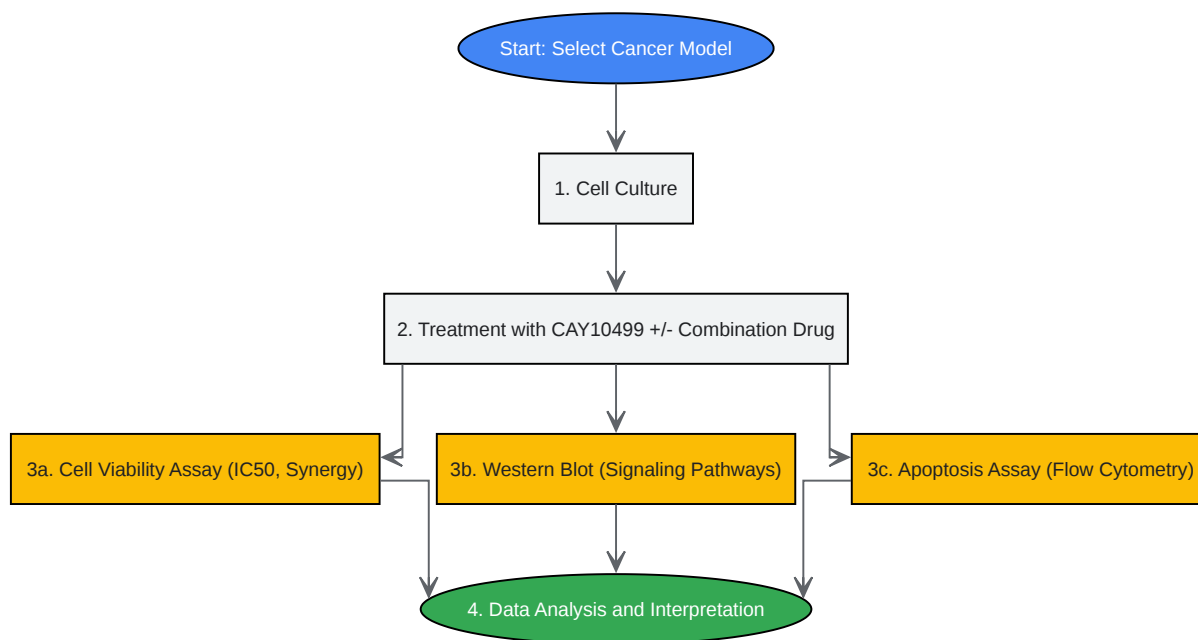 Start: Select Cancer Model
1. Cell Culture
2. Treatment with CAY10499 +/- Combination Drug
3a. Cell Viability Assay (IC50, Synergy)
3b. Western Blot (Signaling Pathways)
3c. Apoptosis Assay (Flow Cytometry)
4. Data Analysis and Interpretation